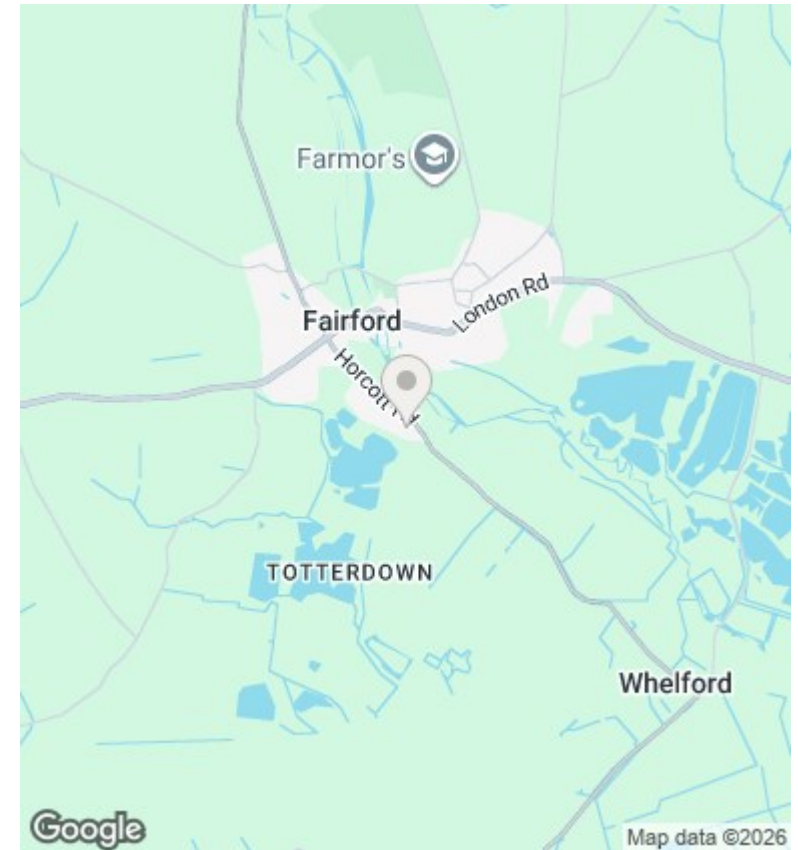 Farmor's
London Rd
Fairford
Horcott Rd
TOTTERDOWN
Whelford
Google
Map data ©2026